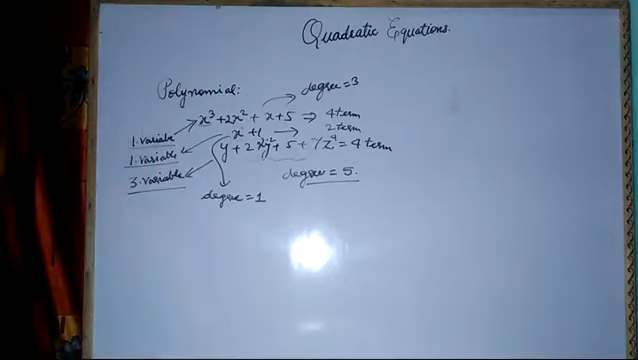 Quadratic Equations.
Polynomial:
degree = 3
x³ + 2x² + x + 5 ⇒ 4 term
1. variable
x + 1 → 2 term
1. variable
y + 2 + 5 + 7z⁴ = 4 term
3. variable
degree = 5.
degree = 1